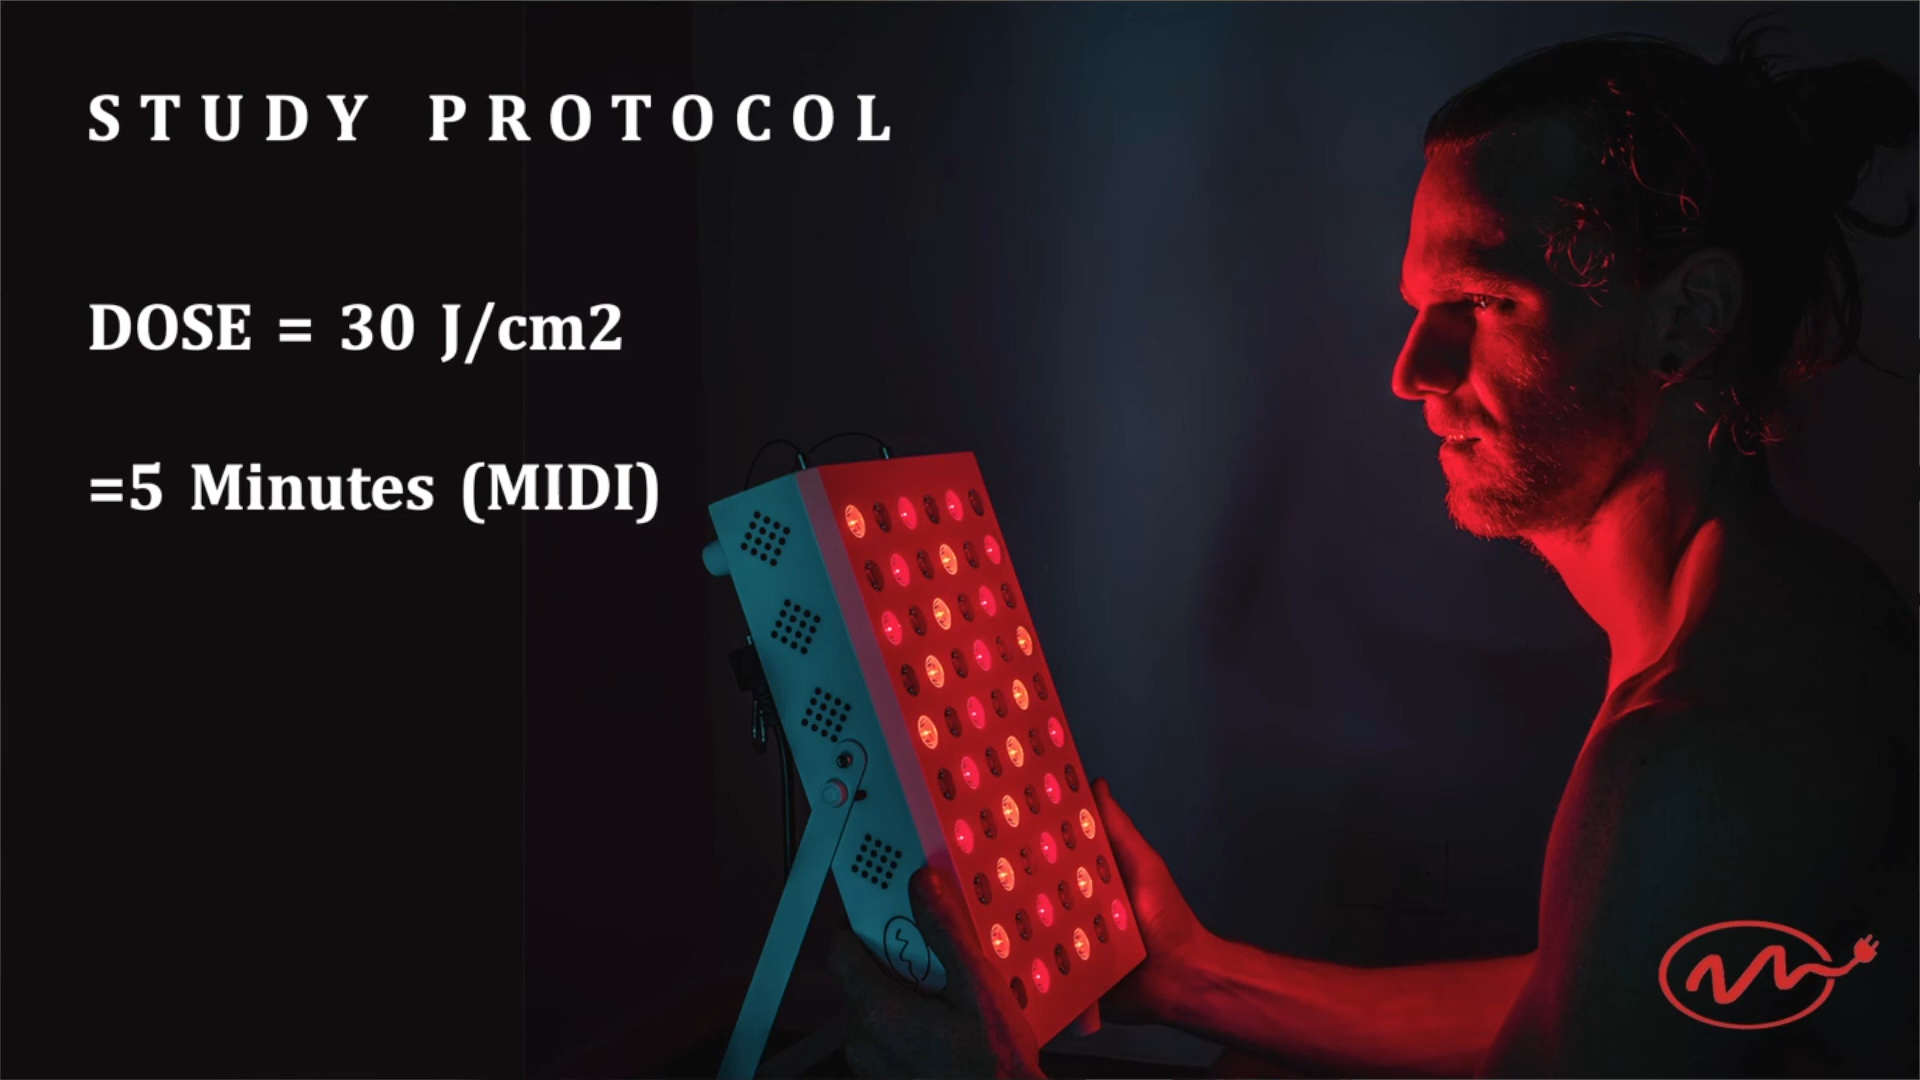 STUDY PROTOCOL
DOSE = 30 J/cm2
=5 Minutes (MIDI)